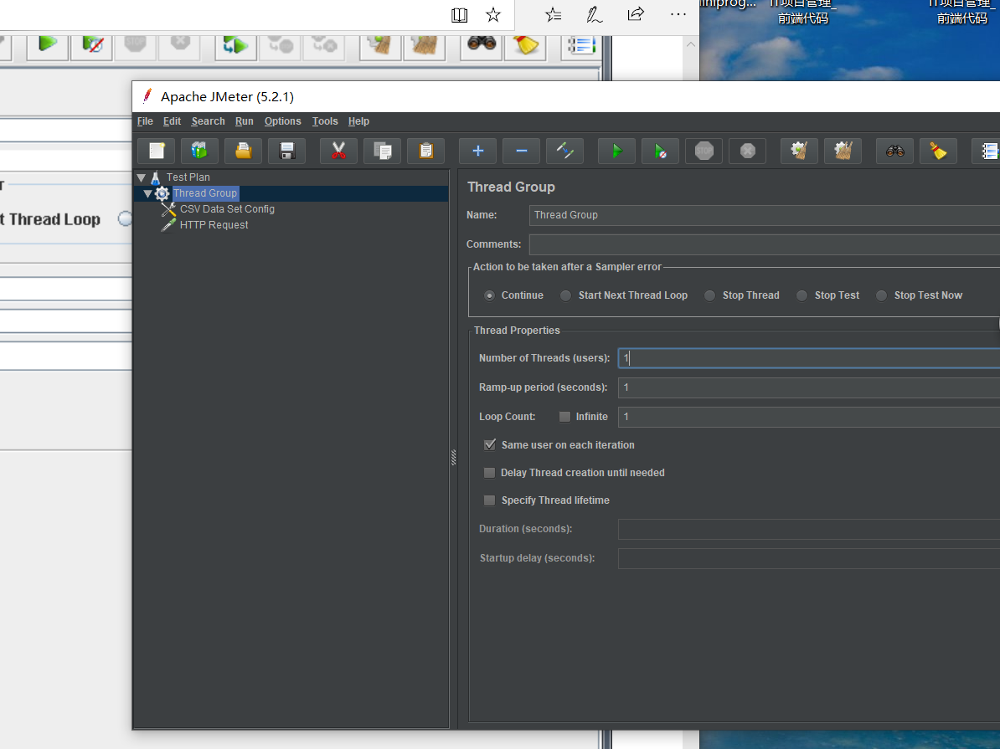 IT项目管理_
前端代码
IT项目管理_
前端代码
t Thread Loop
Apache JMeter (5.2.1)
File Edit Search Run Options Tools Help
STOP
Test Plan
Thread Group
CSV Data Set Config
HTTP Request
Thread Group
Name: Thread Group
Comments:
Action to be taken after a Sampler error
Continue Start Next Thread Loop Stop Thread Stop Test Stop Test Now
Thread Properties
Number of Threads (users): 1
Ramp-up period (seconds): 1
Loop Count: Infinite 1
Same user on each iteration
Delay Thread creation until needed
Specify Thread lifetime
Duration (seconds):
Startup delay (seconds):